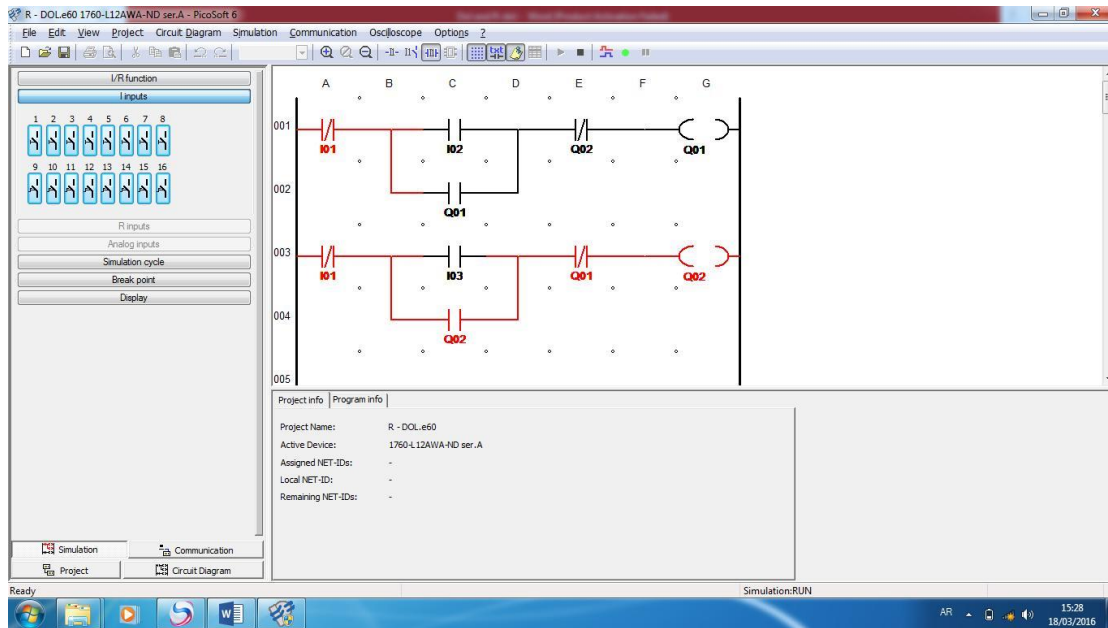 R - DOL.e60 1760-L12AWA-ND ser.A - PicoSoft 6
File Edit View Project Circuit Diagram Simulation Communication Oscilloscope Options ?
I/R function
I inputs
1 2 3 4 5 6 7 8
9 10 11 12 13 14 15 16
R inputs
Analog inputs
Simulation cycle
Break point
Display
Simulation Communication
Project Circuit Diagram
A B C D E F G
001
I01 I02 Q02 Q01
002
Q01
003
I01 I03 Q01 Q02
004
Q02
005
Project info Program info
Project Name: R - DOL.e60
Active Device: 1760-L12AWA-ND ser.A
Assigned NET-IDs: -
Local NET-ID: -
Remaining NET-IDs: -
Ready Simulation:RUN
AR 15:28
18/03/2016